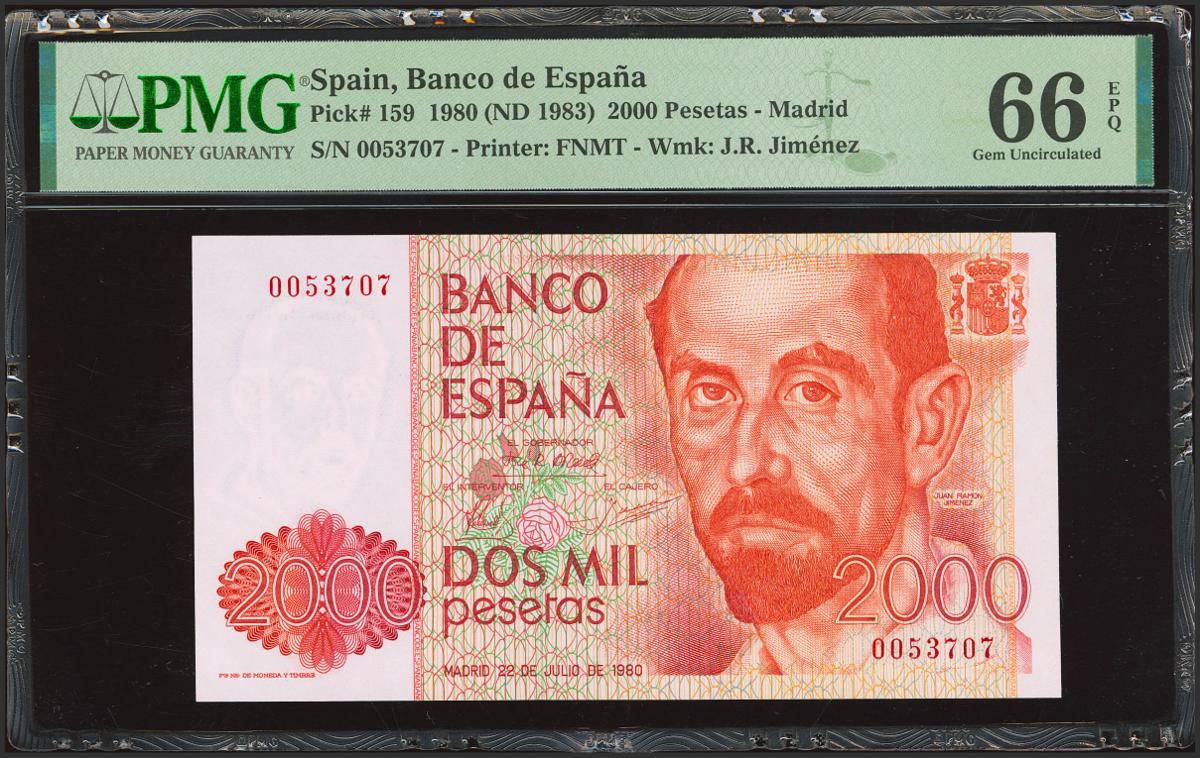 PMG®
PAPER MONEY GUARANTY
Spain, Banco de España
Pick# 159 1980 (ND 1983) 2000 Pesetas - Madrid
S/N 0053707 - Printer: FNMT - Wmk: J.R. Jiménez
66
EPQ
Gem Uncirculated
0053707
BANCO
DE
ESPAÑA
EL GOBERNADOR
EL INTERVENTOR EL CAJERO
JUAN RAMON
JIMENEZ
DOS MIL
pesetas
2000
2000
0053707
MADRID 22 DE JULIO DE 1980
DE MONEDA Y TIMBRE
PMG